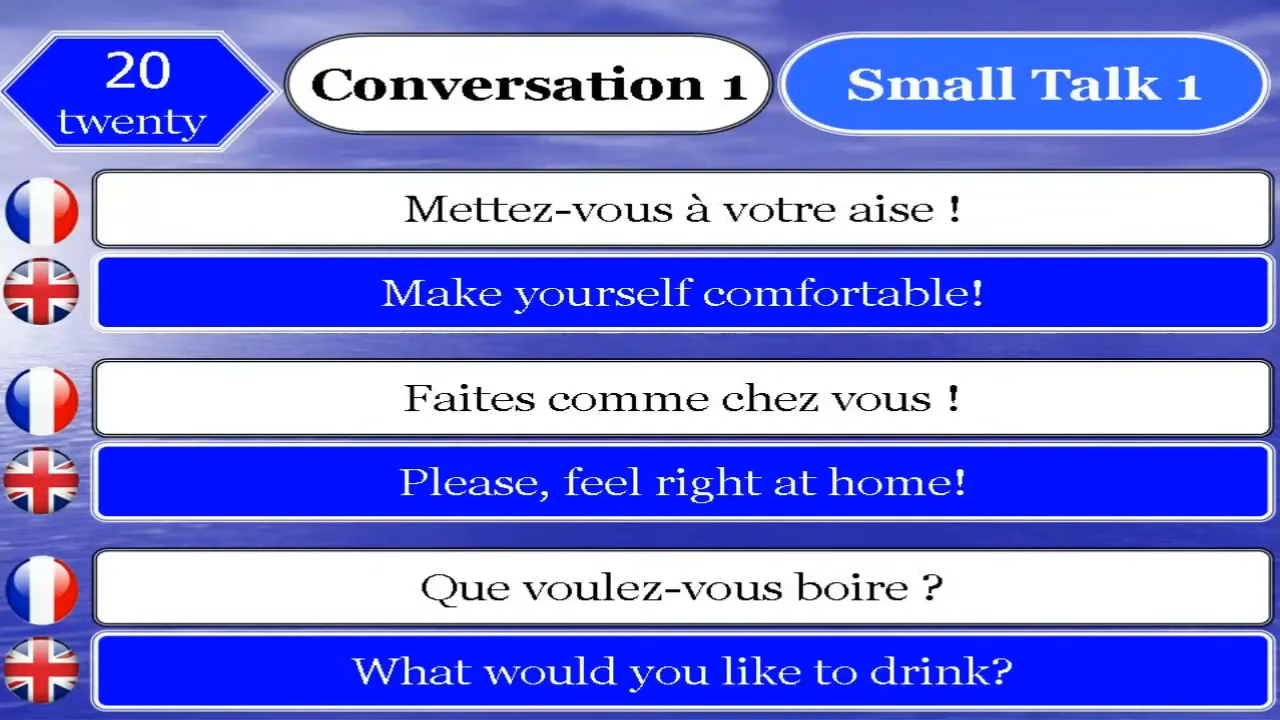 20
twenty
Conversation 1
Small Talk 1
Mettez-vous à votre aise !
Make yourself comfortable!
Faites comme chez vous !
Please, feel right at home!
Que voulez-vous boire ?
What would you like to drink?